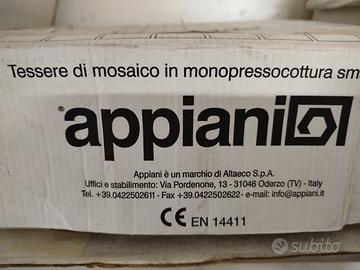 Tessere di mosaico in monopressocottura sm
® appiani
Appiani è un marchio di Altaeco S.p.A.
Uffici e stabilimento: Via Pordenone, 13 - 31046 Oderzo (TV) - Italy
Tel. +39.0422502611 - Fax +39.0422502622 - e-mail: info@appiani.it
CE EN 14411
subito